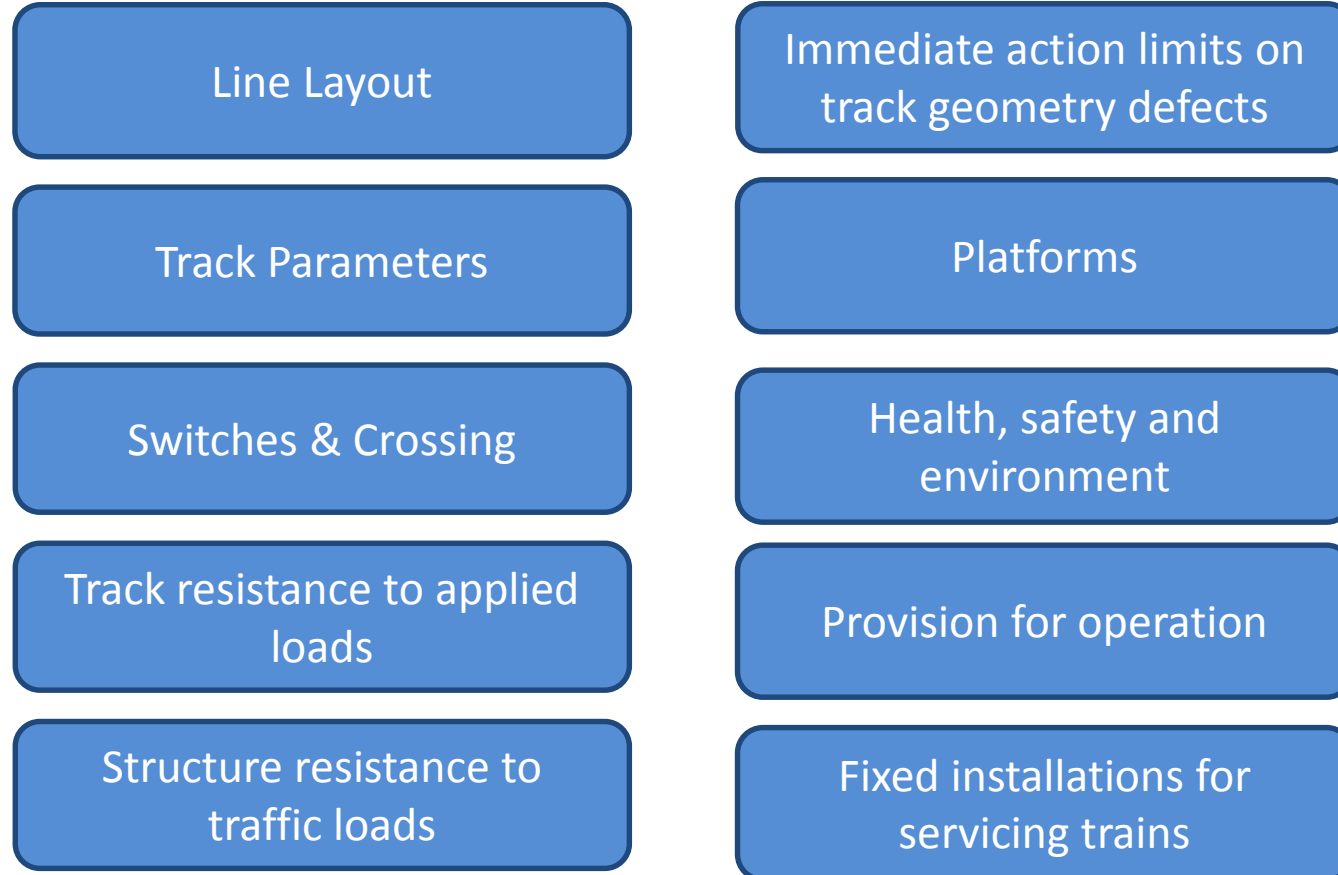 Line Layout
Track Parameters
Switches & Crossing
Track resistance to applied
loads
Structure resistance to
traffic loads
Immediate action limits on
track geometry defects
Platforms
Health, safety and
environment
Provision for operation
Fixed installations for
servicing trains